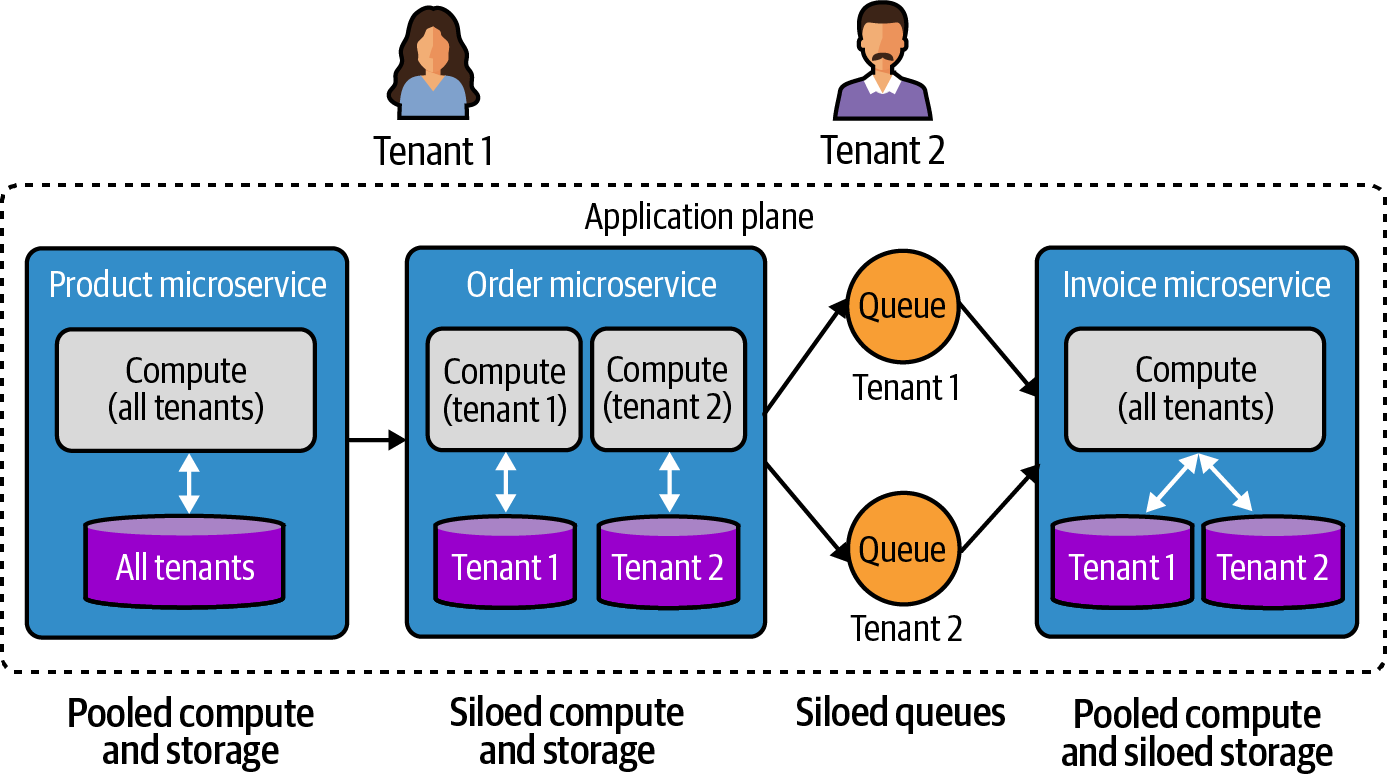 Tenant 1
Tenant 2
Application plane
Product microservice
Compute
(all tenants)
All tenants
Order microservice
Compute
(tenant 1)
Compute
(tenant 2)
Tenant 1
Tenant 2
Queue
Tenant 1
Queue
Tenant 2
Invoice microservice
Compute
(all tenants)
Tenant 1
Tenant 2
Pooled compute
and storage
Siloed compute
and storage
Siloed queues
Pooled compute
and siloed storage